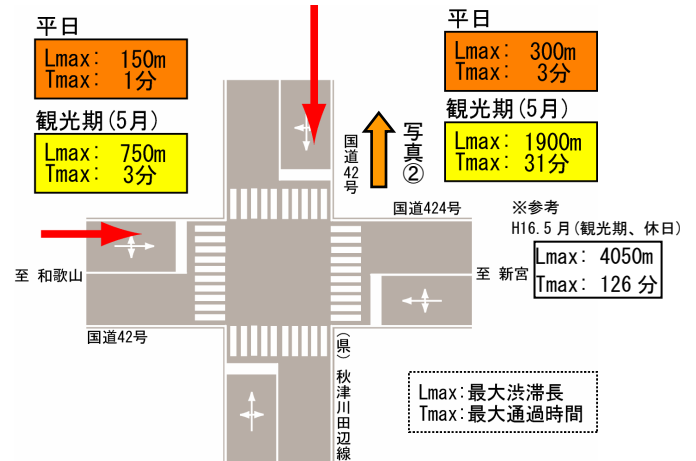 平日
Lmax: 150m
Tmax: 1分
観光期(5月)
Lmax: 750m
Tmax: 3分
平日
Lmax: 300m
Tmax: 3分
観光期(5月)
Lmax: 1900m
Tmax: 31分
国道42号
写真②
国道424号
※参考
H16.5月(観光期、休日)
Lmax: 4050m
Tmax: 126 分
至 和歌山
至 新宮
国道42号
(県)秋津川田辺線
Lmax:最大渋滞長
Tmax:最大通過時間